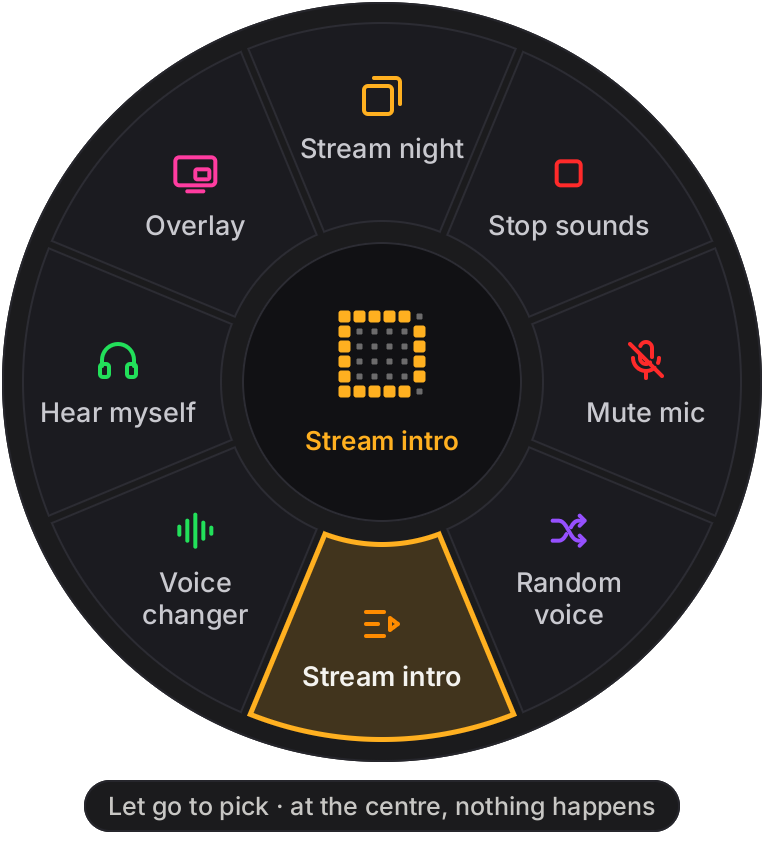 Stream night
Overlay
Stop sounds
Hear myself
Stream intro
Mute mic
Voice
changer
Random
voice
Stream intro
Let go to pick · at the centre, nothing happens